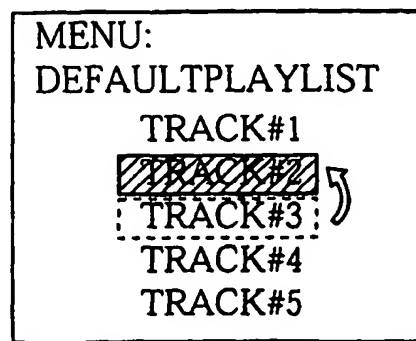 MENU:
DEFAULTPLAYLIST
TRACK#1
TRACK#2
TRACK#3
TRACK#4
TRACK#5